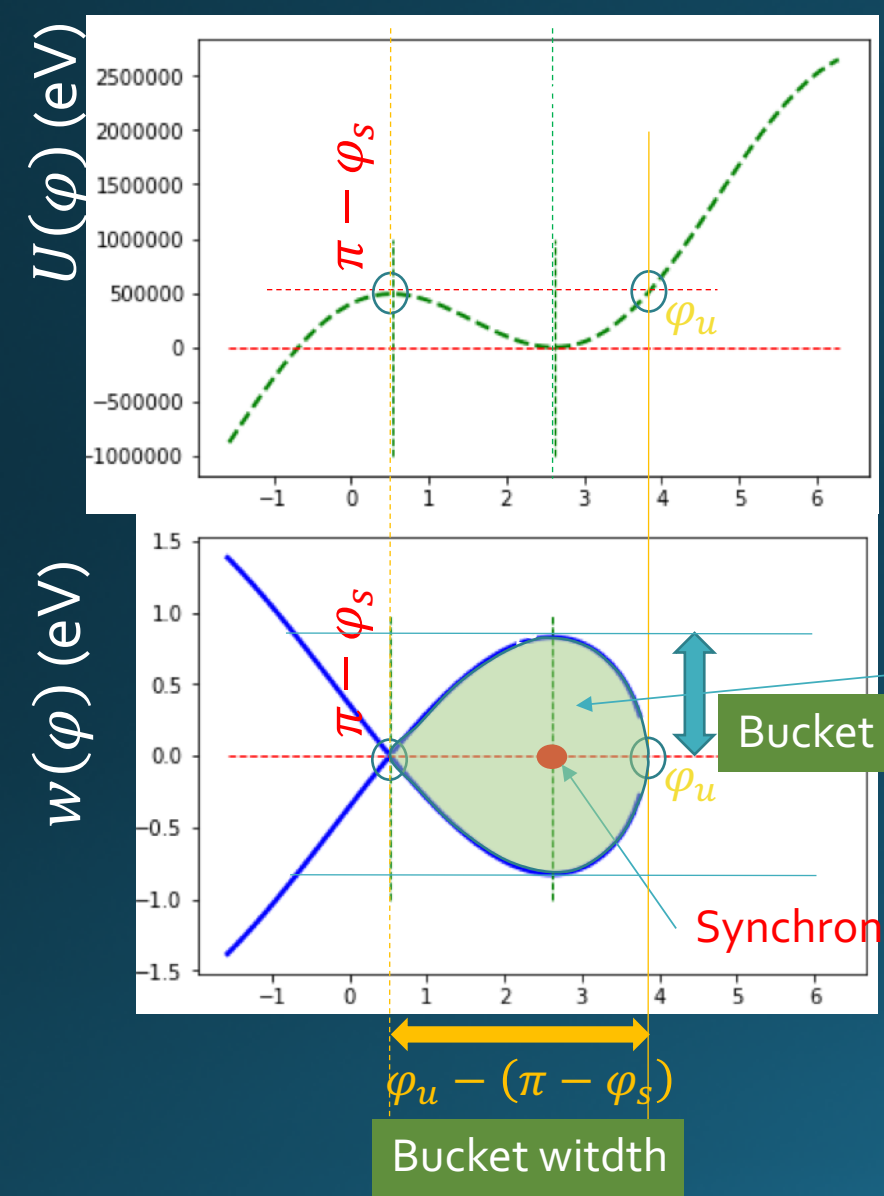 U(φ) (eV)
2500000
2000000
1500000
1000000
500000
0
−500000
−1000000
π − φₛ
φᵤ
−1 0 1 2 3 4 5 6
w(φ) (eV)
1.5
1.0
0.5
0.0
−0.5
−1.0
−1.5
π − φₛ
Bucket
φᵤ
Synchron
−1 0 1 2 3 4 5 6
φᵤ − (π − φₛ)
Bucket witdth